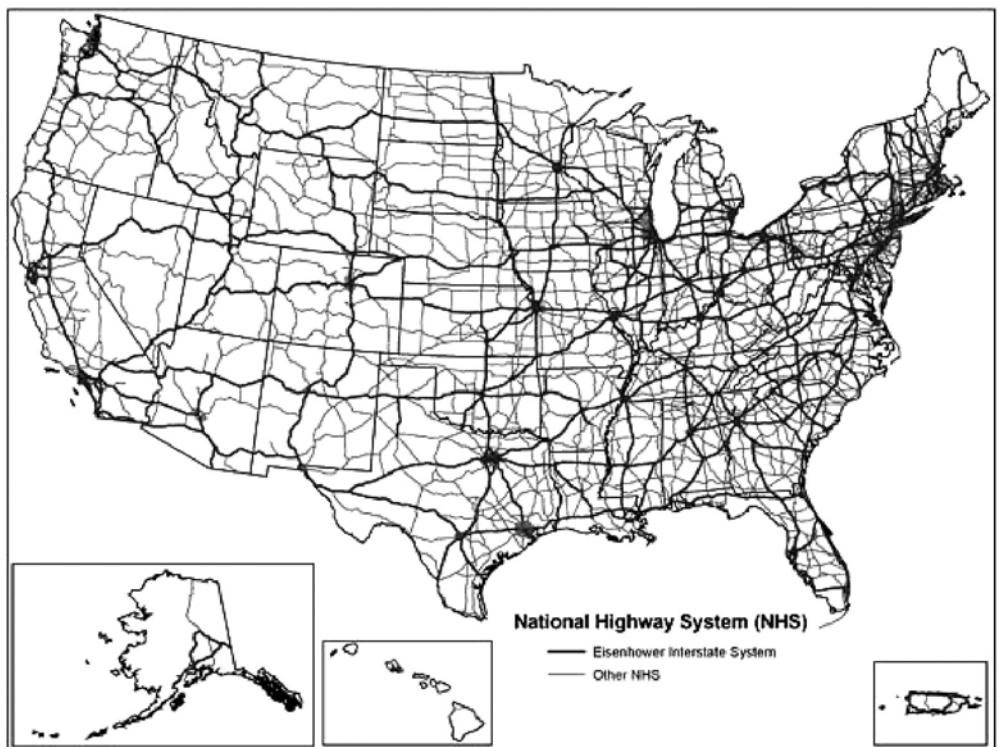 National Highway System (NHS)
Eisenhower Interstate System
Other NHS